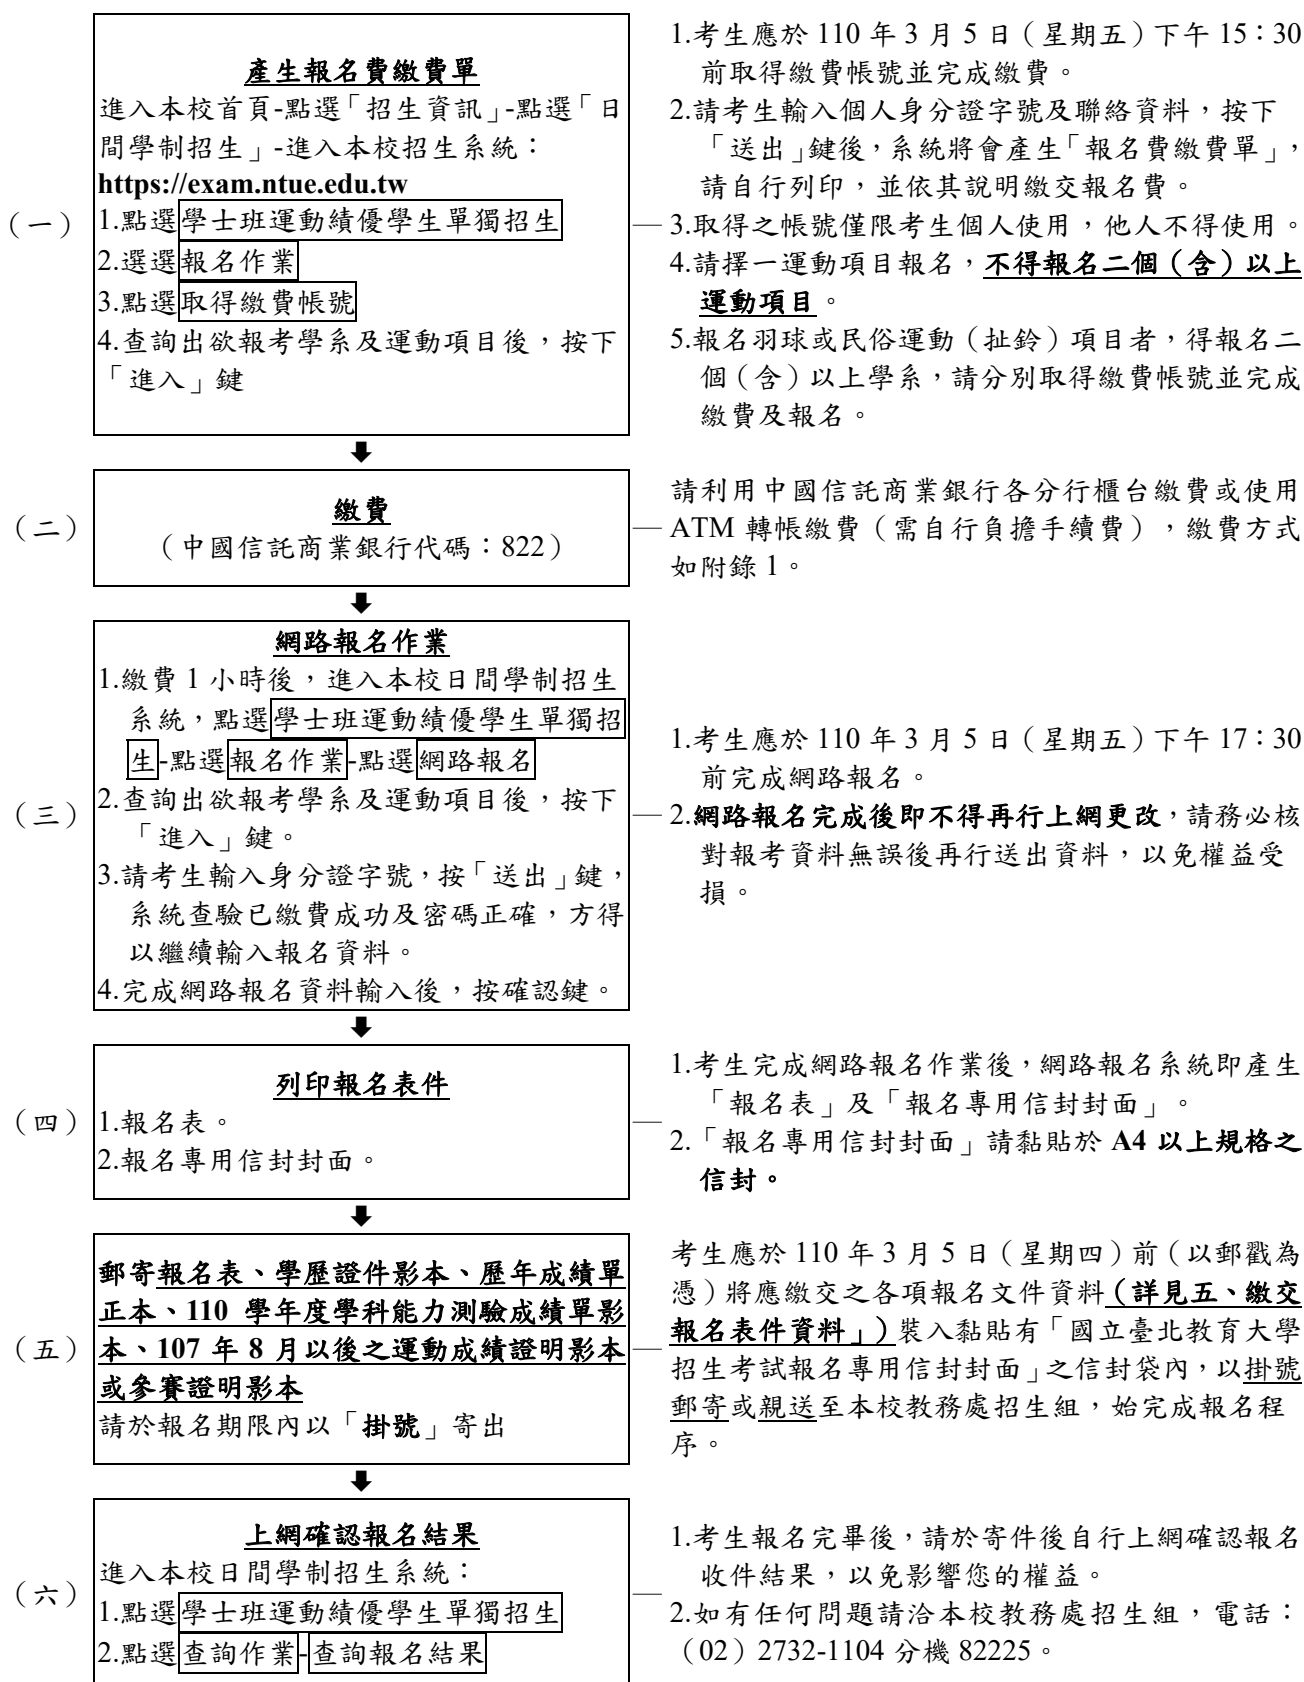 （一）
產生報名費繳費單
進入本校首頁-點選「招生資訊」-點選「日
間學制招生」-進入本校招生系統：
https://exam.ntue.edu.tw
1.點選學士班運動績優學生單獨招生
2.選選報名作業
3.點選取得繳費帳號
4.查詢出欲報考學系及運動項目後，按下
「進入」鍵
1.考生應於 110 年 3 月 5 日（星期五）下午 15：30
前取得繳費帳號並完成繳費。
2.請考生輸入個人身分證字號及聯絡資料，按下
「送出」鍵後，系統將會產生「報名費繳費單」，
請自行列印，並依其說明繳交報名費。
3.取得之帳號僅限考生個人使用，他人不得使用。
4.請擇一運動項目報名，不得報名二個（含）以上
運動項目。
5.報名羽球或民俗運動（扯鈴）項目者，得報名二
個（含）以上學系，請分別取得繳費帳號並完成
繳費及報名。
（二）
繳費
（中國信託商業銀行代碼：822）
請利用中國信託商業銀行各分行櫃台繳費或使用
ATM 轉帳繳費（需自行負擔手續費），繳費方式
如附錄 1。
（三）
網路報名作業
1.繳費 1 小時後，進入本校日間學制招生
系統，點選學士班運動績優學生單獨招
生-點選報名作業-點選網路報名
2.查詢出欲報考學系及運動項目後，按下
「進入」鍵。
3.請考生輸入身分證字號，按「送出」鍵，
系統查驗已繳費成功及密碼正確，方得
以繼續輸入報名資料。
4.完成網路報名資料輸入後，按確認鍵。
1.考生應於 110 年 3 月 5 日（星期五）下午 17：30
前完成網路報名。
2.網路報名完成後即不得再行上網更改，請務必核
對報考資料無誤後再行送出資料，以免權益受
損。
（四）
列印報名表件
1.報名表。
2.報名專用信封封面。
1.考生完成網路報名作業後，網路報名系統即產生
「報名表」及「報名專用信封封面」。
2.「報名專用信封封面」請黏貼於 A4 以上規格之
信封。
（五）
郵寄報名表、學歷證件影本、歷年成績單
正本、110 學年度學科能力測驗成績單影
本、107 年 8 月以後之運動成績證明影本
或參賽證明影本
請於報名期限內以「掛號」寄出
考生應於 110 年 3 月 5 日（星期四）前（以郵戳為
憑）將應繳交之各項報名文件資料（詳見五、繳交
報名表件資料」）裝入黏貼有「國立臺北教育大學
招生考試報名專用信封封面」之信封袋內，以掛號
郵寄或親送至本校教務處招生組，始完成報名程
序。
（六）
上網確認報名結果
進入本校日間學制招生系統：
1.點選學士班運動績優學生單獨招生
2.點選查詢作業-查詢報名結果
1.考生報名完畢後，請於寄件後自行上網確認報名
收件結果，以免影響您的權益。
2.如有任何問題請洽本校教務處招生組，電話：
（02）2732-1104 分機 82225。